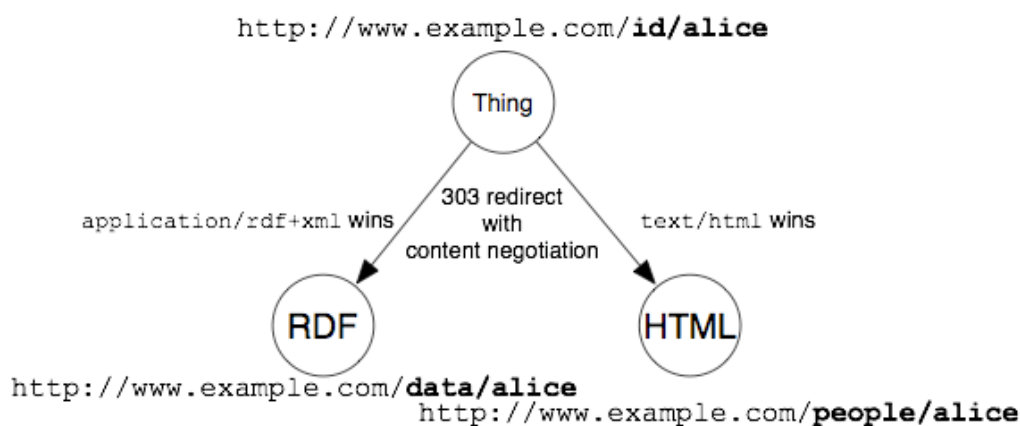 http://www.example.com/id/alice
Thing
303 redirect
with
content negotiation
application/rdf+xml wins
text/html wins
RDF
HTML
http://www.example.com/data/alice
http://www.example.com/people/alice